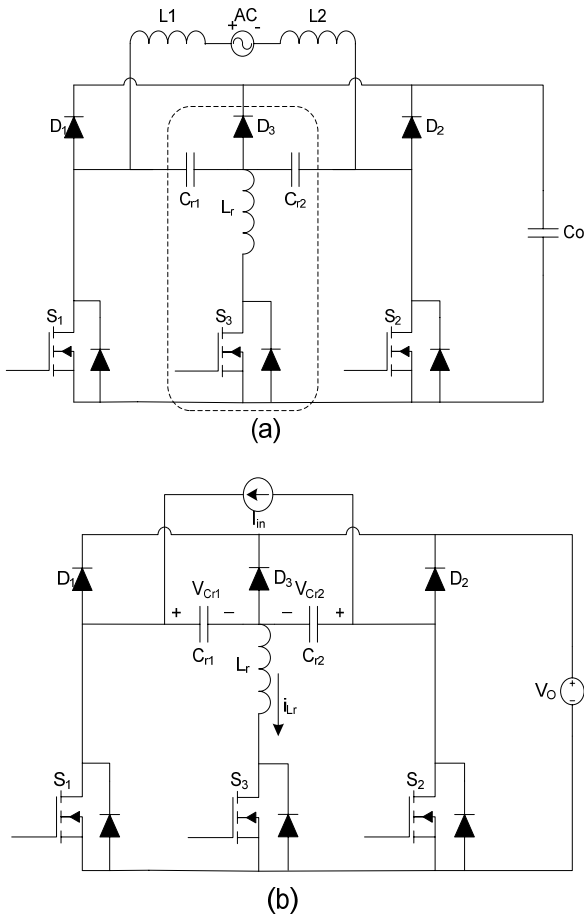 L1 + AC - L2
D1 D3 D2
Cr1 Cr2
Lr
Co
S1 S3 S2
(a)
Iin
D1 D3 D2
VCr1 VCr2
+ - - +
Cr1 Cr2
Lr
iLr
VO + -
S1 S3 S2
(b)